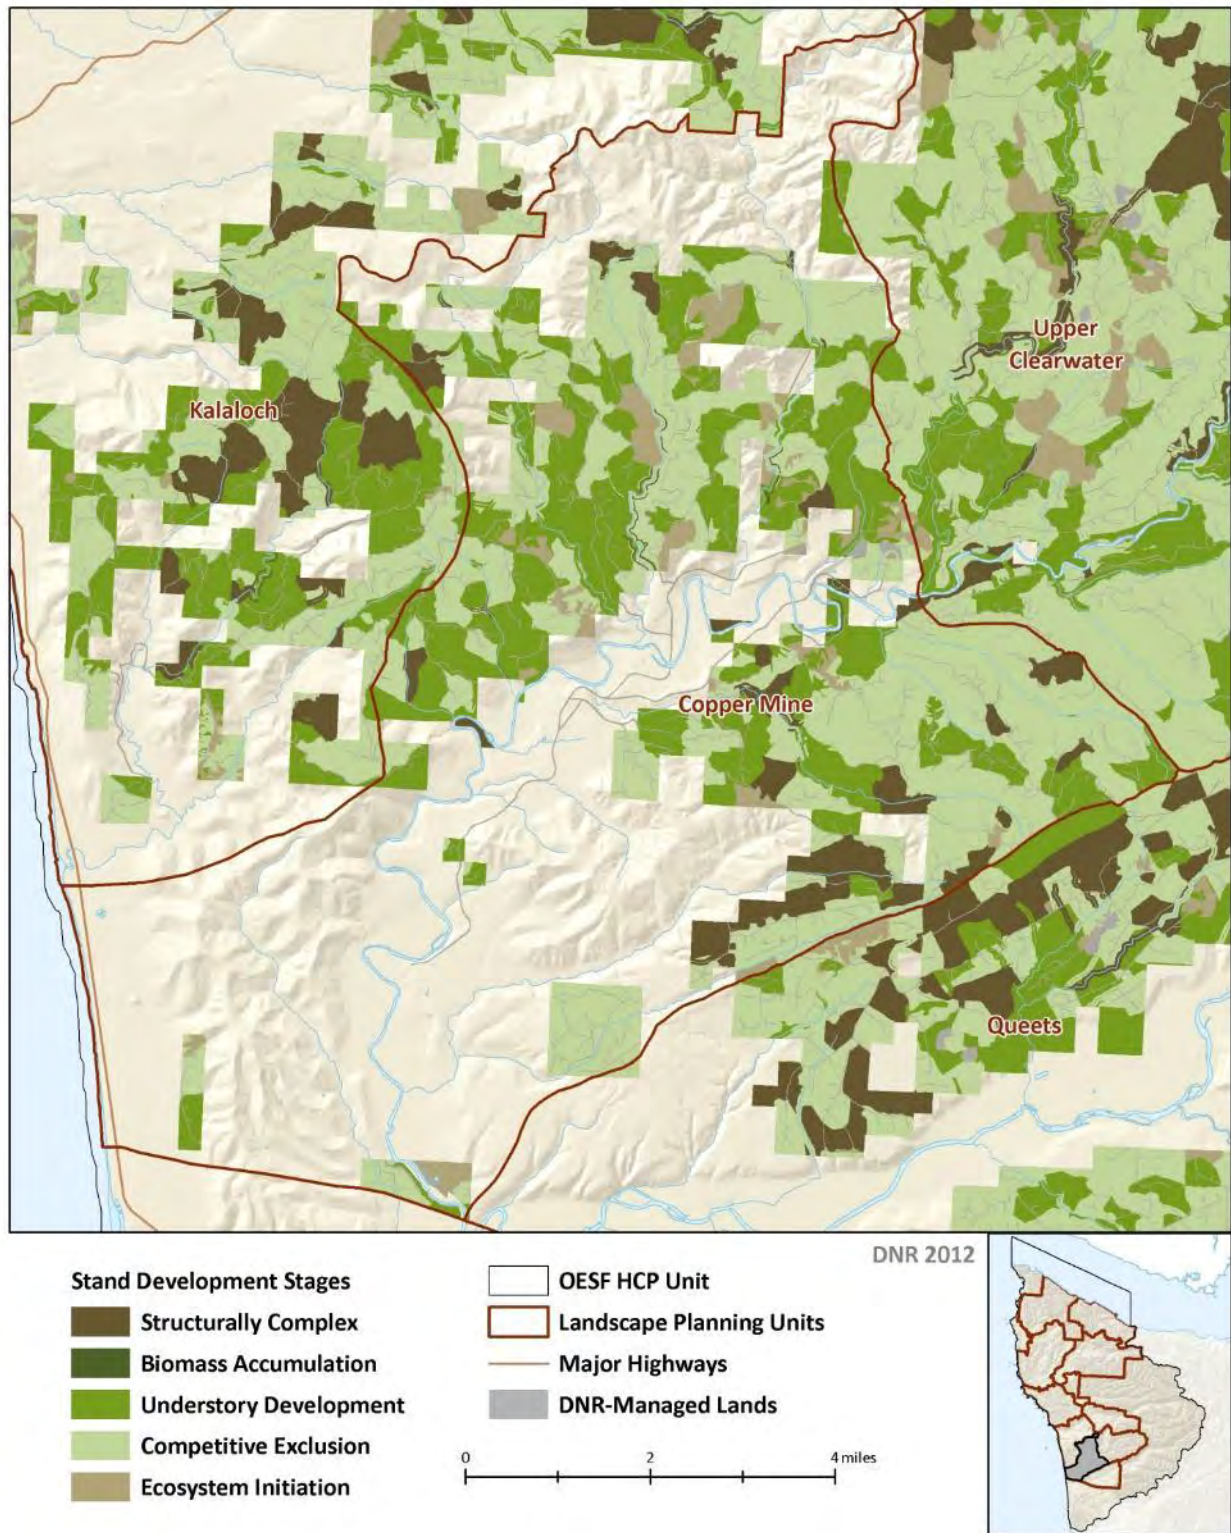 Upper
Clearwater
Kalaloch
Copper Mine
Queets
DNR 2012
Stand Development Stages
Structurally Complex
Biomass Accumulation
Understory Development
Competitive Exclusion
Ecosystem Initiation
OESF HCP Unit
Landscape Planning Units
Major Highways
DNR-Managed Lands
0 2 4 miles